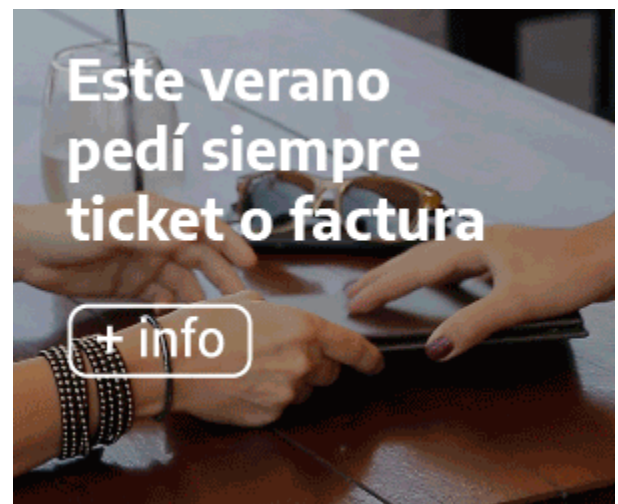 Este verano
pedí siempre
ticket o factura
+ info